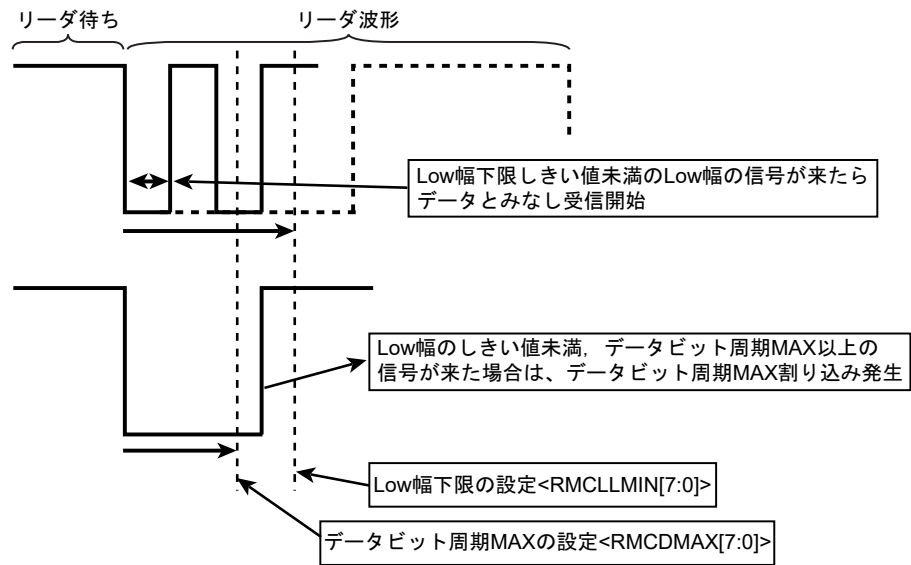 リーダ待ち
リーダ波形
Low幅下限しきい値未満のLow幅の信号が来たら
データとみなし受信開始
Low幅のしきい値未満，データビット周期MAX以上の
信号が来た場合は、データビット周期MAX割り込み発生
Low幅下限の設定<RMCLLMIN[7:0]>
データビット周期MAXの設定<RMCDMAX[7:0]>